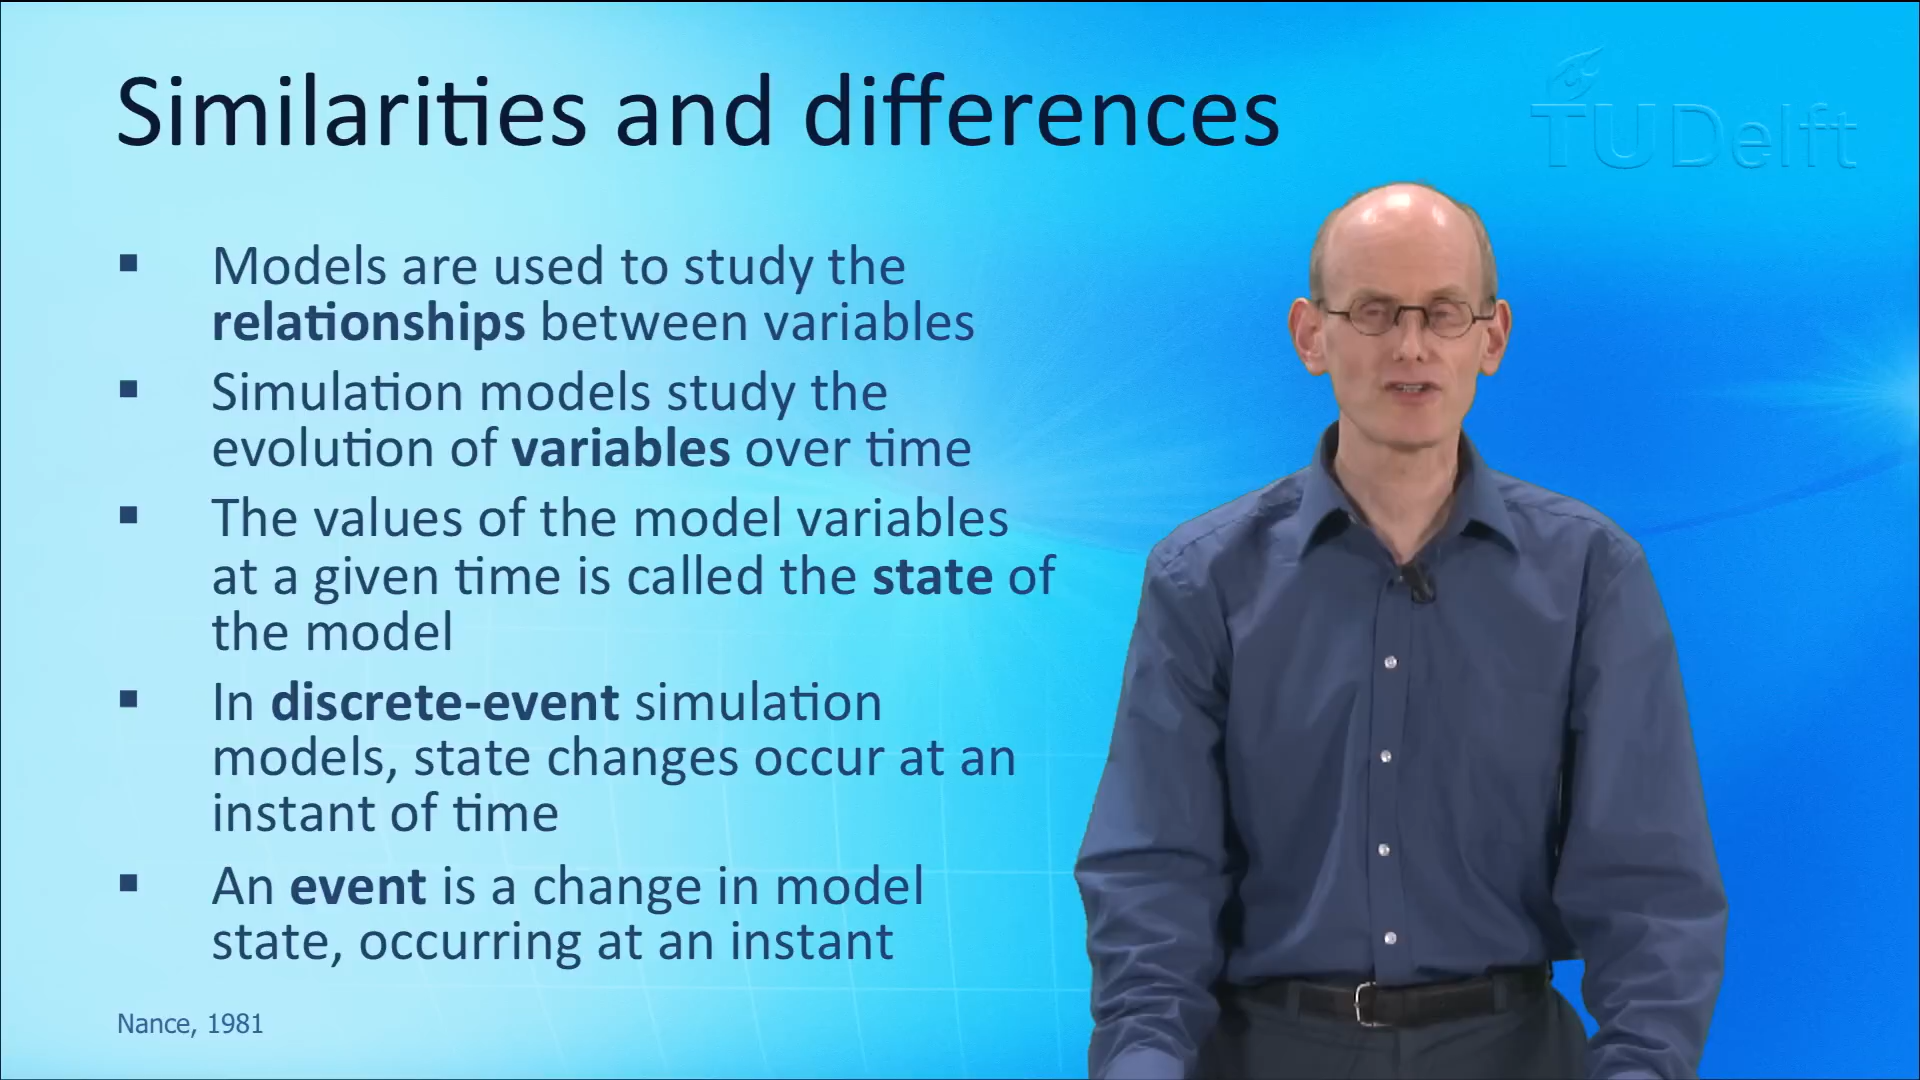 Similarities and differences
TUDelft
▪ Models are used to study the
relationships between variables
▪ Simulation models study the
evolution of variables over time
▪ The values of the model variables
at a given time is called the state of
the model
▪ In discrete-event simulation
models, state changes occur at an
instant of time
▪ An event is a change in model
state, occurring at an instant
Nance, 1981